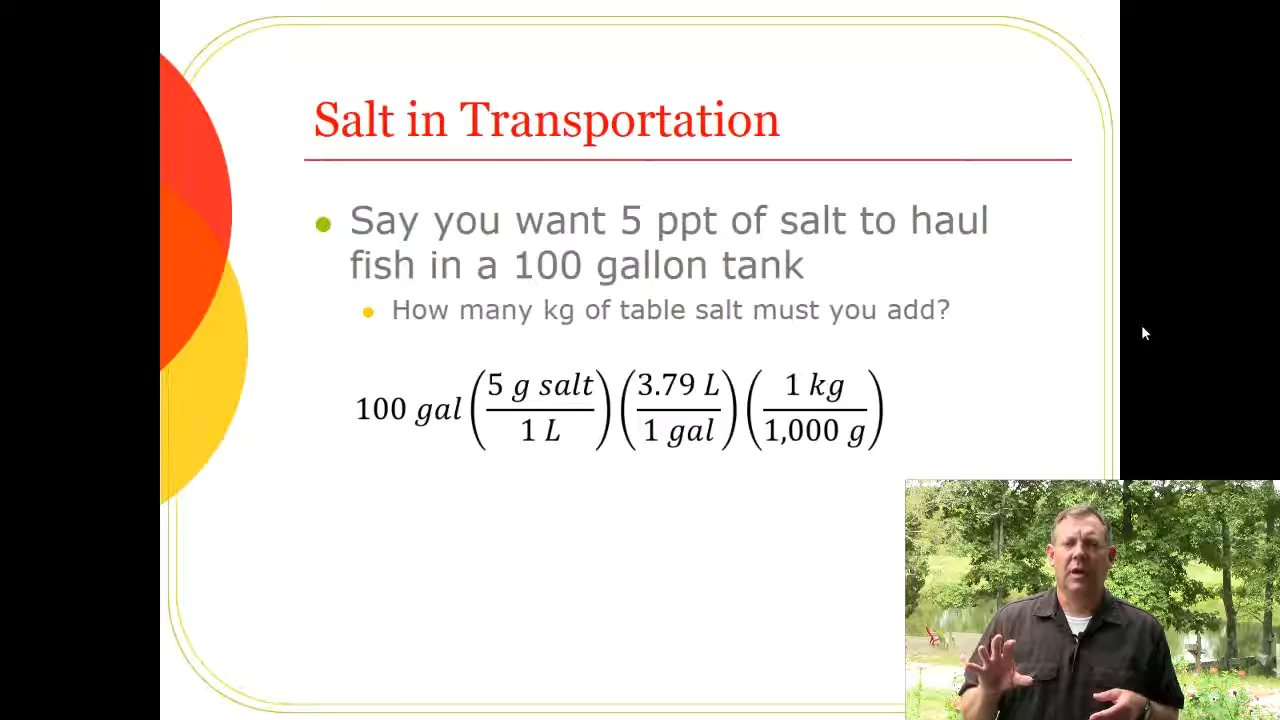 Salt in Transportation
Say you want 5 ppt of salt to haul
fish in a 100 gallon tank
How many kg of table salt must you add?
100 gal (5 g salt / 1 L) (3.79 L / 1 gal) (1 kg / 1,000 g)